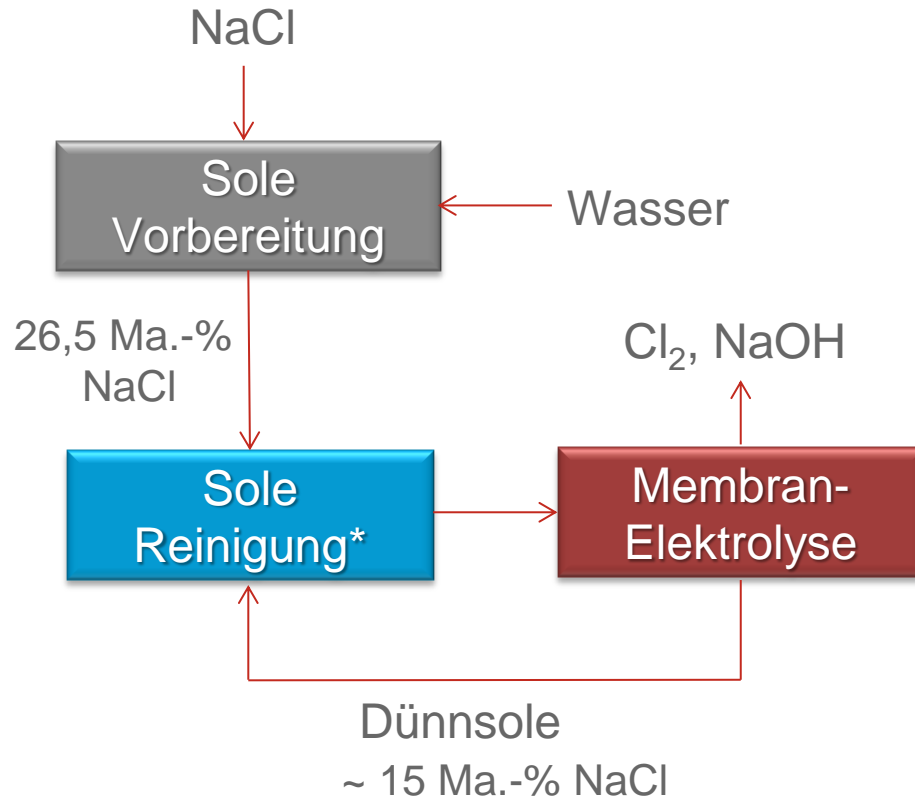 NaCl
Sole
Vorbereitung
Wasser
26,5 Ma.-%
NaCl
Cl₂, NaOH
Sole
Reinigung*
Membran-
Elektrolyse
Dünnsole
~ 15 Ma.-% NaCl